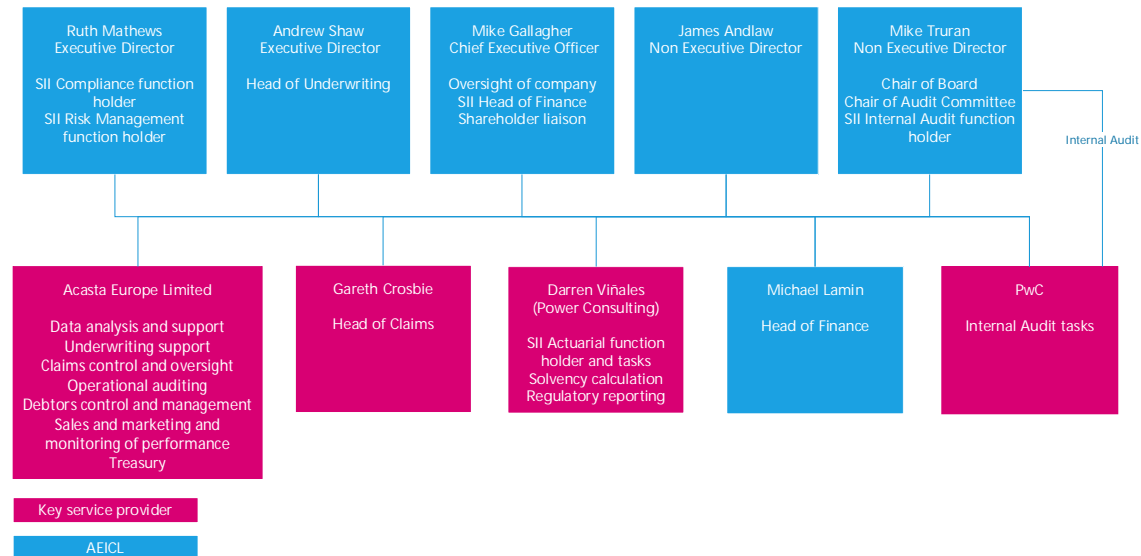 Ruth Mathews
Executive Director
SII Compliance function
holder
SII Risk Management
function holder
Andrew Shaw
Executive Director
Head of Underwriting
Mike Gallagher
Chief Executive Officer
Oversight of company
SII Head of Finance
Shareholder liaison
James Andlaw
Non Executive Director
Mike Truran
Non Executive Director
Chair of Board
Chair of Audit Committee
SII Internal Audit function
holder
Internal Audit
Acasta Europe Limited
Data analysis and support
Underwriting support
Claims control and oversight
Operational auditing
Debtors control and management
Sales and marketing and
monitoring of performance
Treasury
Gareth Crosbie
Head of Claims
Darren Viñales
(Power Consulting)
SII Actuarial function
holder and tasks
Solvency calculation
Regulatory reporting
Michael Lamin
Head of Finance
PwC
Internal Audit tasks
Key service provider
AEICL